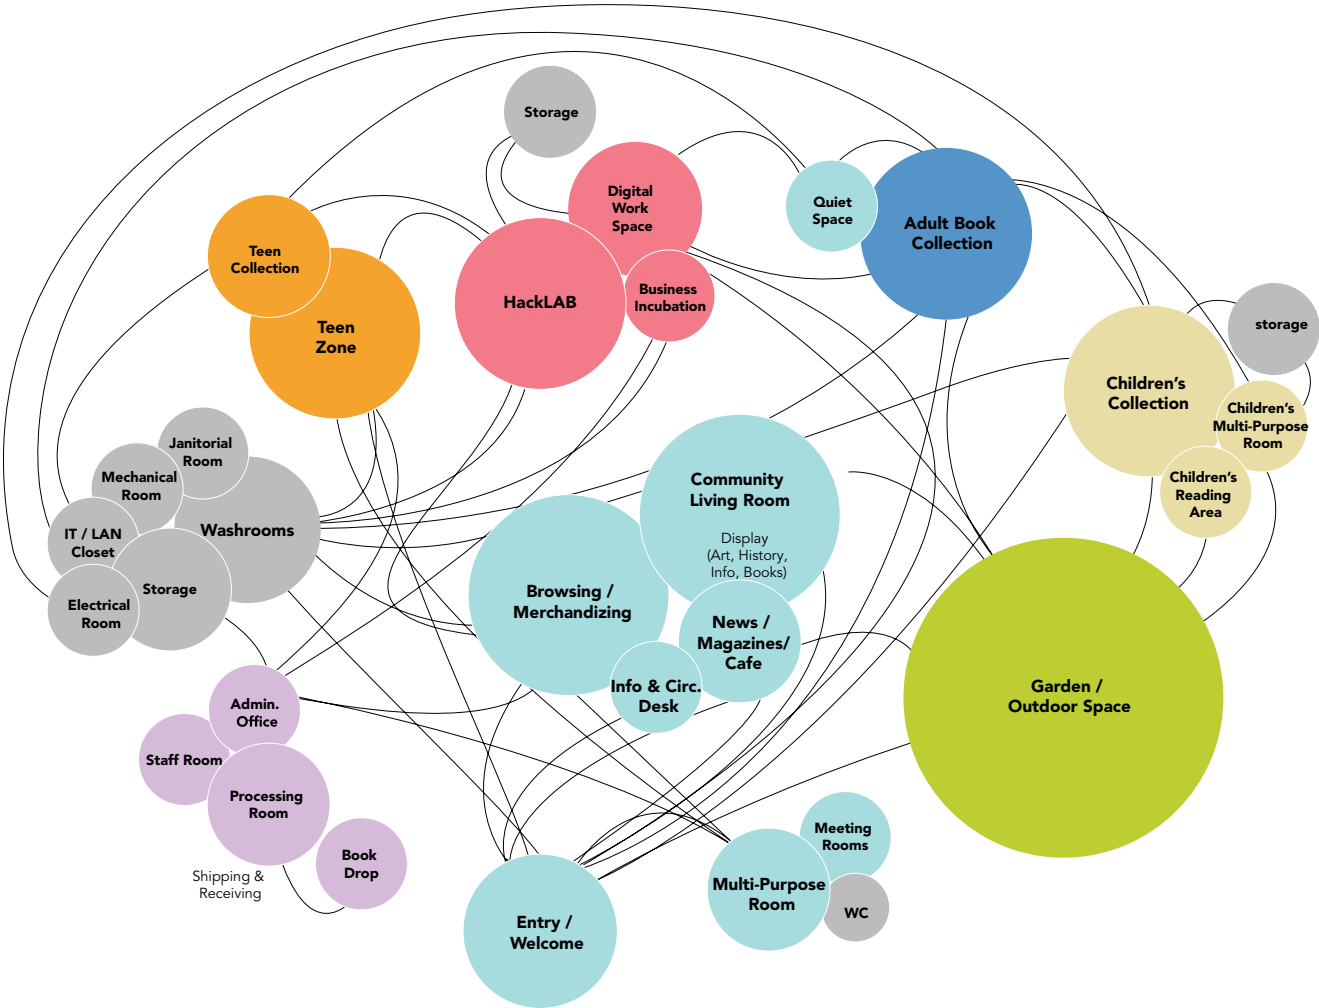 Storage
Digital
Work
Space
Quiet
Space
Adult Book
Collection
Teen
Collection
HackLAB
Business
Incubation
Teen
Zone
storage
Children's
Collection
Children's
Multi-Purpose
Room
Children's
Reading
Area
Janitorial
Room
Mechanical
Room
IT / LAN
Closet
Washrooms
Storage
Electrical
Room
Community
Living Room
Display
(Art, History,
Info, Books)
Browsing /
Merchandizing
News /
Magazines/
Cafe
Info & Circ.
Desk
Garden /
Outdoor Space
Admin.
Office
Staff Room
Processing
Room
Book
Drop
Shipping &
Receiving
Meeting
Rooms
Multi-Purpose
Room
WC
Entry /
Welcome